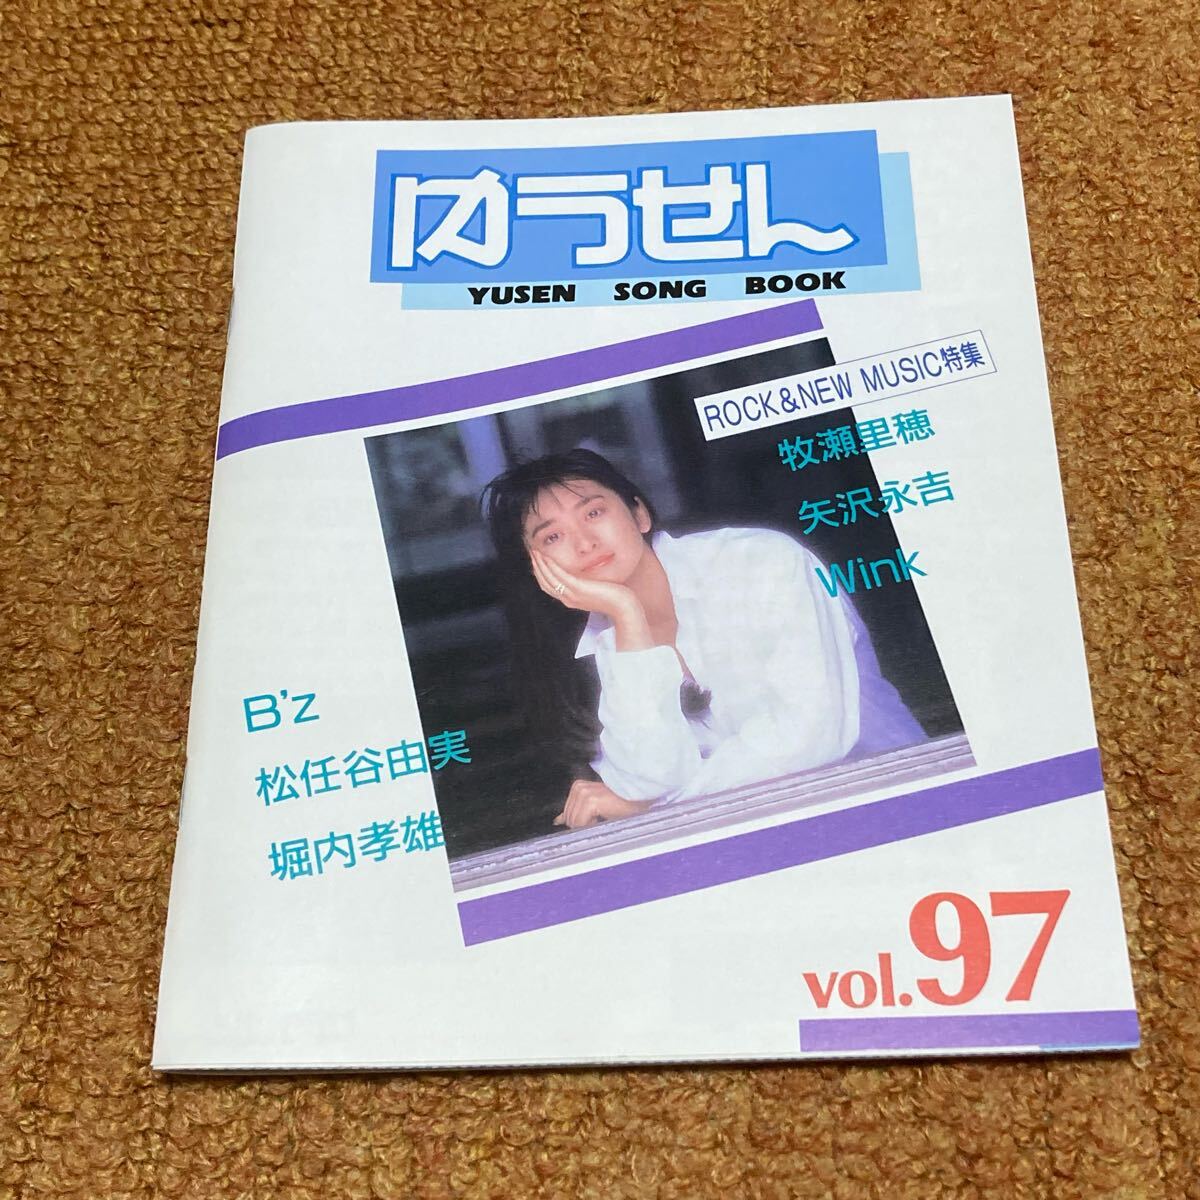 ゆうせん
YUSEN SONG BOOK
ROCK&NEW MUSIC特集
牧瀬里穂
矢沢永吉
Wink
B'z
松任谷由実
堀内孝雄
vol.97